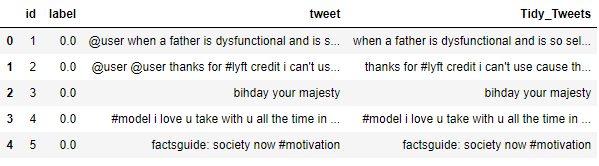 id label tweet Tidy_Tweets
0 1 0.0 @user when a father is dysfunctional and is s... when a father is dysfunctional and is so sel...
1 2 0.0 @user @user thanks for #lyft credit i can't us... thanks for #lyft credit i can't use cause th...
2 3 0.0 bihday your majesty bihday your majesty
3 4 0.0 #model i love u take with u all the time in ... #model i love u take with u all the time in ...
4 5 0.0 factsguide: society now #motivation factsguide: society now #motivation